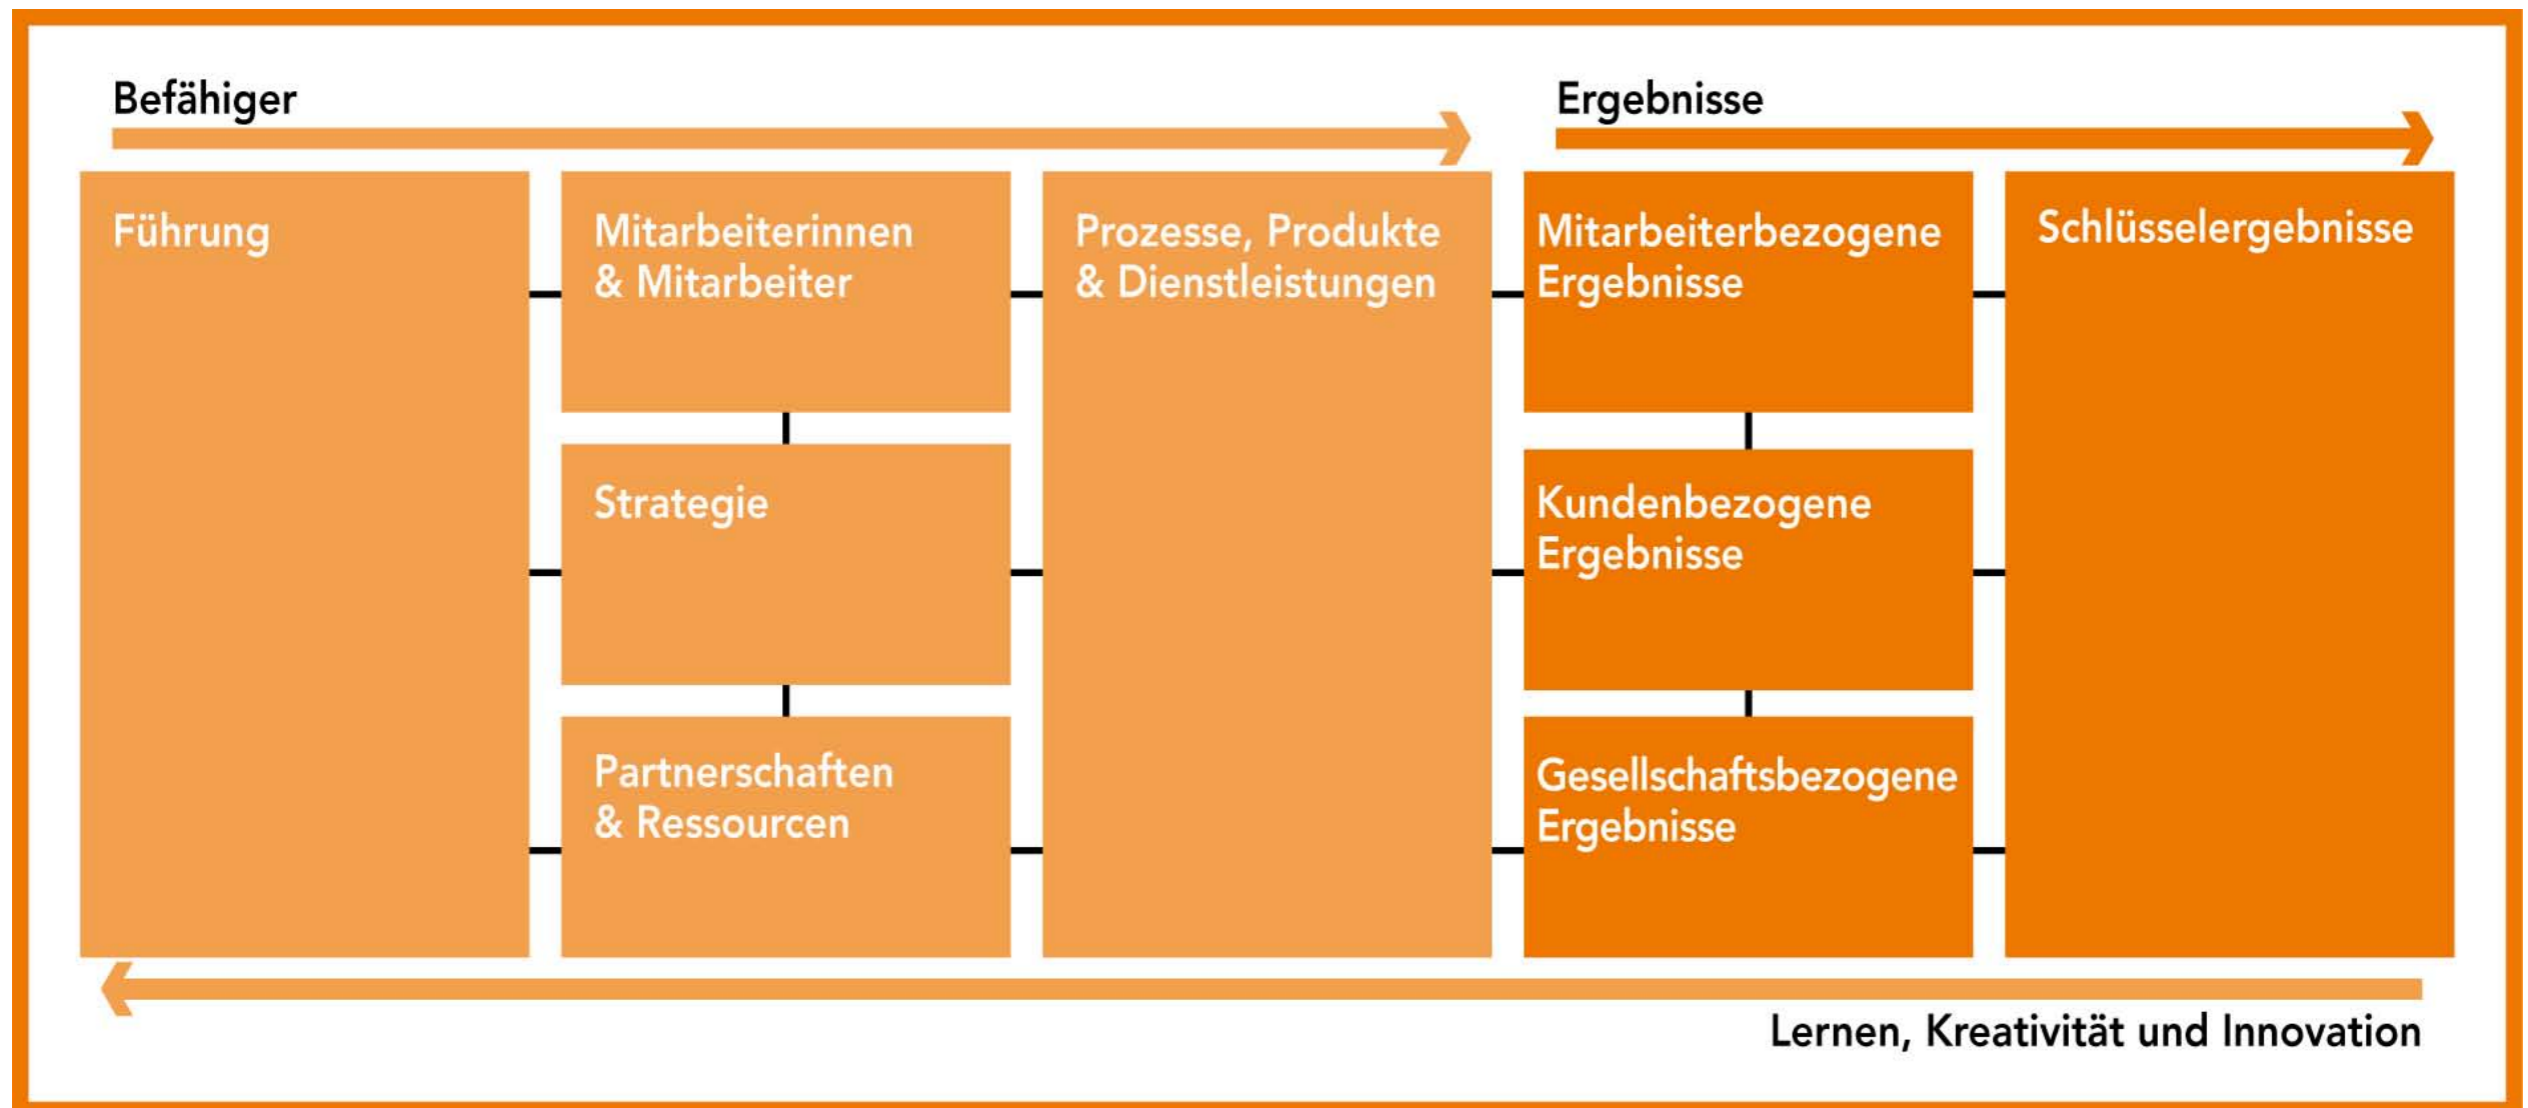 Befähiger
Ergebnisse
Führung
Mitarbeiterinnen
& Mitarbeiter
Strategie
Partnerschaften
& Ressourcen
Prozesse, Produkte
& Dienstleistungen
Mitarbeiterbezogene
Ergebnisse
Kundenbezogene
Ergebnisse
Gesellschaftsbezogene
Ergebnisse
Schlüsselergebnisse
Lernen, Kreativität und Innovation